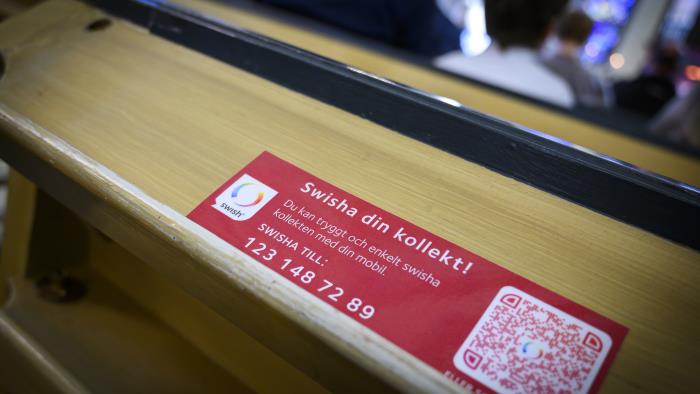 swish®
Swisha din kollekt!
Du kan tryggt och enkelt swisha
kollekten med din mobil.
SWISHA TILL:
123 148 72 89
ELLER